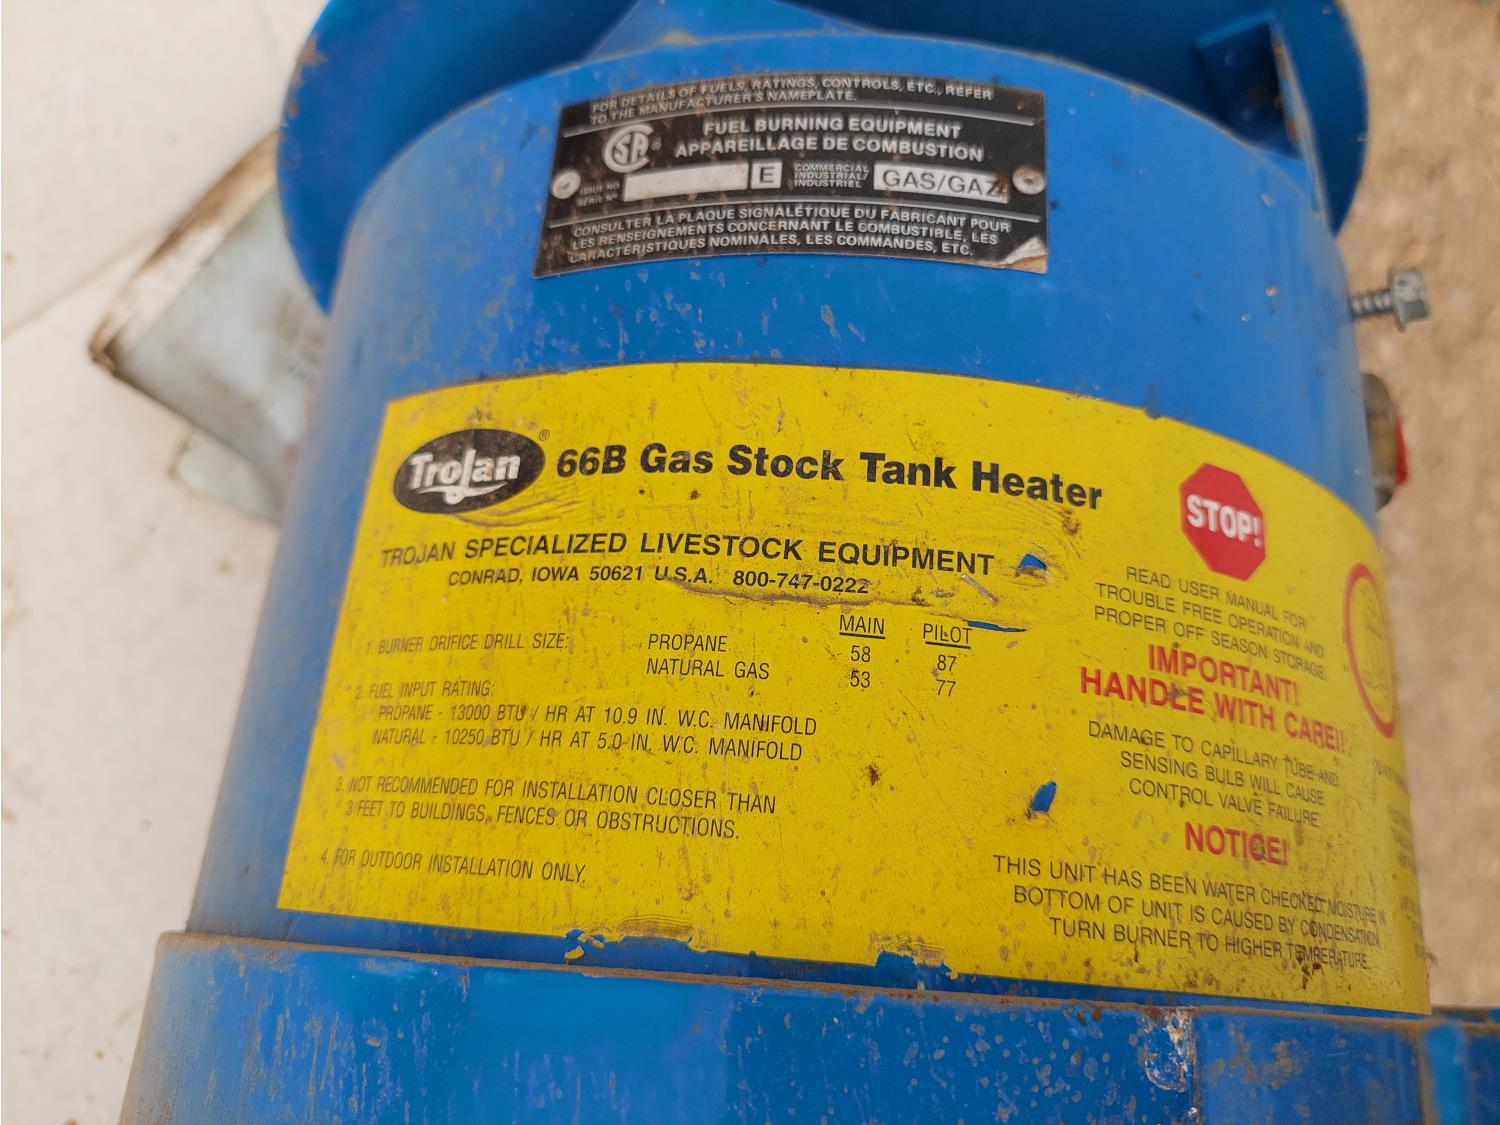 FOR DETAILS OF FUELS, RATINGS, CONTROLS, ETC., REFER
TO THE MANUFACTURER'S NAMEPLATE.
CSA ®
FUEL BURNING EQUIPMENT
APPAREILLAGE DE COMBUSTION
ISSUE NO
SÉRIE Nº
E
COMMERCIAL
INDUSTRIAL/
INDUSTRIEL
GAS/GAZ
CONSULTER LA PLAQUE SIGNALÉTIQUE DU FABRICANT POUR
LES RENSEIGNEMENTS CONCERNANT LE COMBUSTIBLE, LES
CARACTÉRISTIQUES NOMINALES, LES COMMANDES, ETC.
Trojan ® 66B Gas Stock Tank Heater
TROJAN SPECIALIZED LIVESTOCK EQUIPMENT
CONRAD, IOWA 50621 U.S.A. 800-747-0222
MAIN PILOT
1. BURNER ORIFICE DRILL SIZE: PROPANE 58 87
NATURAL GAS 53 77
2. FUEL INPUT RATING:
PROPANE - 13000 BTU / HR AT 10.9 IN. W.C. MANIFOLD
NATURAL - 10250 BTU / HR AT 5.0 IN. W.C. MANIFOLD
3. NOT RECOMMENDED FOR INSTALLATION CLOSER THAN
3 FEET TO BUILDINGS, FENCES OR OBSTRUCTIONS.
4. FOR OUTDOOR INSTALLATION ONLY.
STOP!
READ USER MANUAL FOR
TROUBLE FREE OPERATION AND
PROPER OFF SEASON STORAGE.
IMPORTANT!
HANDLE WITH CARE!!
DAMAGE TO CAPILLARY TUBE AND
SENSING BULB WILL CAUSE
CONTROL VALVE FAILURE.
NOTICE!
THIS UNIT HAS BEEN WATER CHECKED. MOISTURE IN
BOTTOM OF UNIT IS CAUSED BY CONDENSATION.
TURN BURNER TO HIGHER TEMPERATURE.